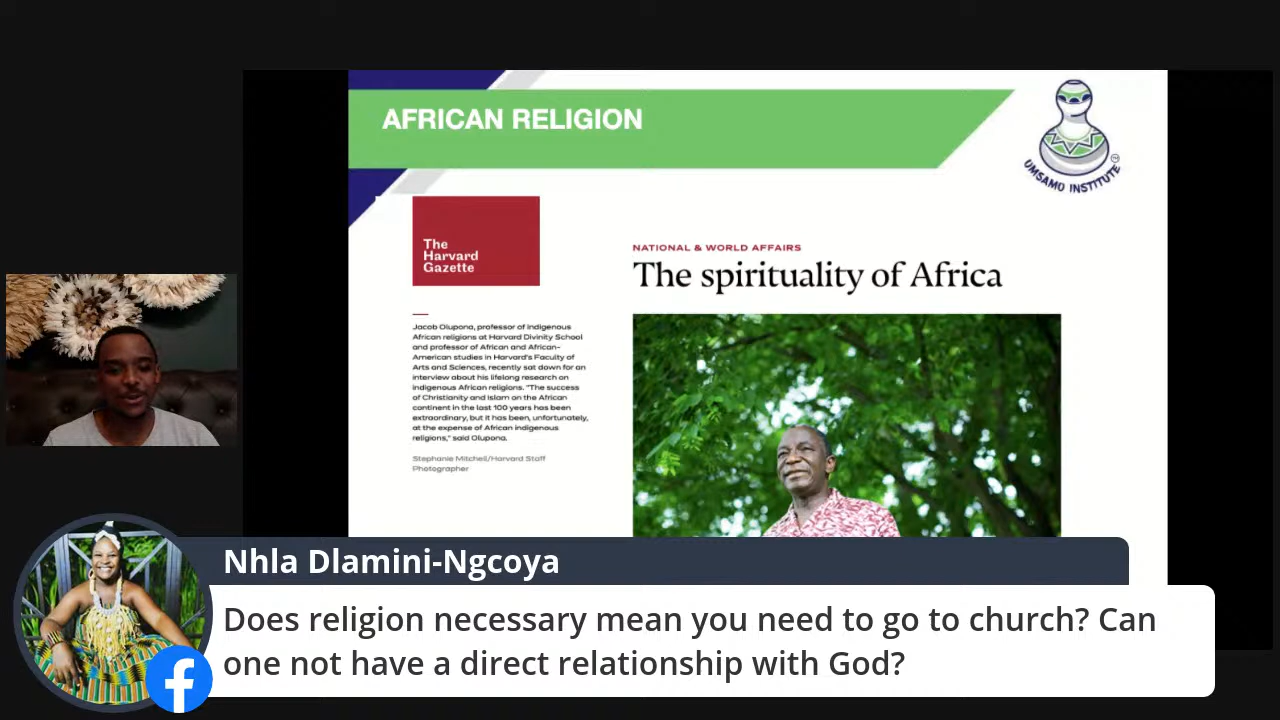 AFRICAN RELIGION
UMSAMO INSTITUTE
The
Harvard
Gazette
NATIONAL & WORLD AFFAIRS
The spirituality of Africa
Jacob Olupona, professor of indigenous
African religions at Harvard Divinity School
and professor of African and African-
American studies in Harvard's Faculty of
Arts and Sciences, recently sat down for an
interview about his lifelong research on
indigenous African religions. "The success
of Christianity and Islam on the African
continent in the last 100 years has been
extraordinary, but it has been, unfortunately,
at the expense of African indigenous
religions," said Olupona.
Stephanie Mitchell/Harvard Staff
Photographer
Nhla Dlamini-Ngcoya
Does religion necessary mean you need to go to church? Can
one not have a direct relationship with God?